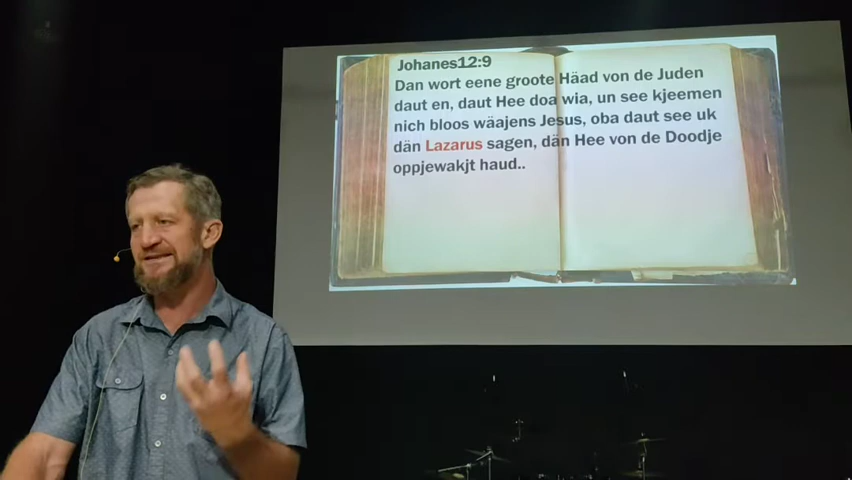 Johanes12:9
Dan wort eene groote Häad von de Juden
daut en, daut Hee doa wia, un see kjeemen
nich bloos wäajens Jesus, oba daut see uk
dän Lazarus sagen, dän Hee von de Doodje
oppjewakjt haud..